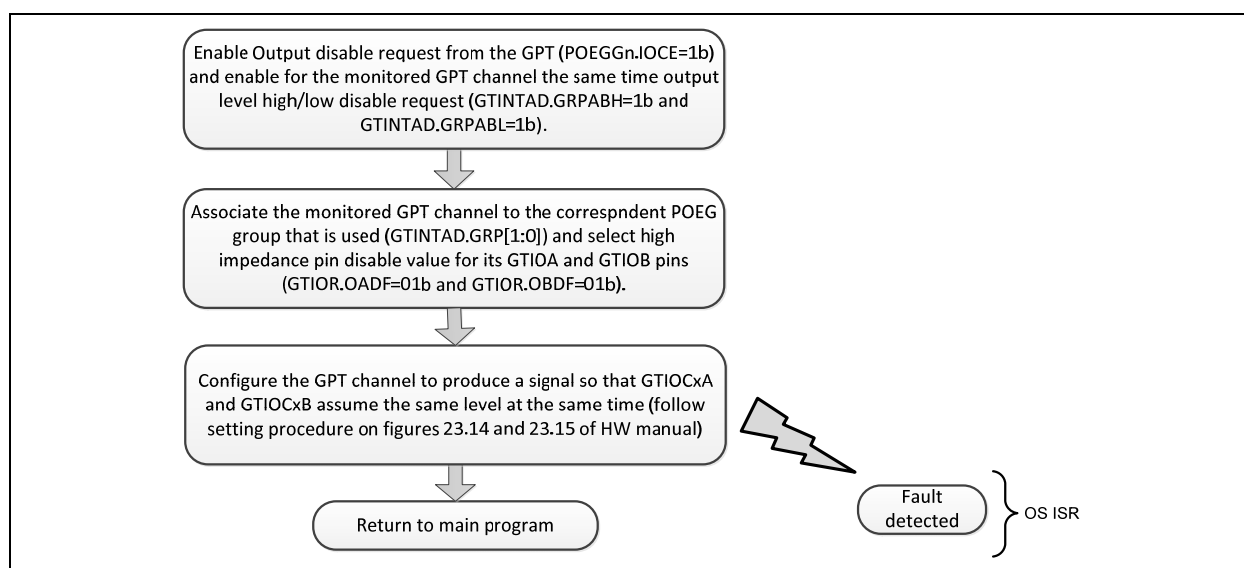 Enable Output disable request from the GPT (POEGGn.IOCE=1b)
and enable for the monitored GPT channel the same time output
level high/low disable request (GTINTAD.GRPABH=1b and
GTINTAD.GRPABL=1b).
Associate the monitored GPT channel to the correspndent POEG
group that is used (GTINTAD.GRP[1:0]) and select high
impedance pin disable value for its GTIOA and GTIOB pins
(GTIOR.OADF=01b and GTIOR.OBDF=01b).
Configure the GPT channel to produce a signal so that GTIOCxA
and GTIOCxB assume the same level at the same time (follow
setting procedure on figures 23.14 and 23.15 of HW manual)
Return to main program
Fault
detected
OS ISR